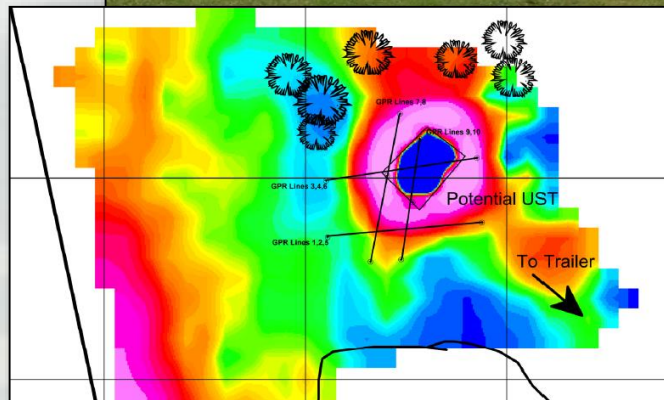 GPR Lines 7,8
GPR Lines 9,10
GPR Lines 3,4,6
Potential UST
GPR Lines 1,2,5
To Trailer